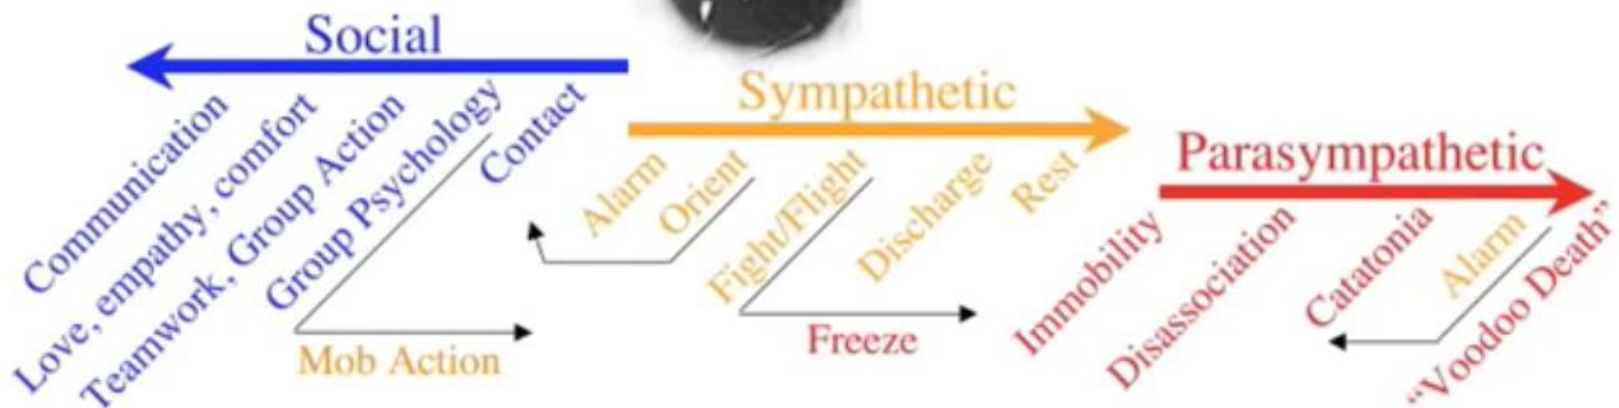 Social
Communication
Love, empathy, comfort
Teamwork, Group Action
Group Psychology
Contact
Mob Action
Sympathetic
Alarm
Orient
Fight/Flight
Discharge
Rest
Freeze
Parasympathetic
Immobility
Disassociation
Catatonia
Alarm
“Voodoo Death”